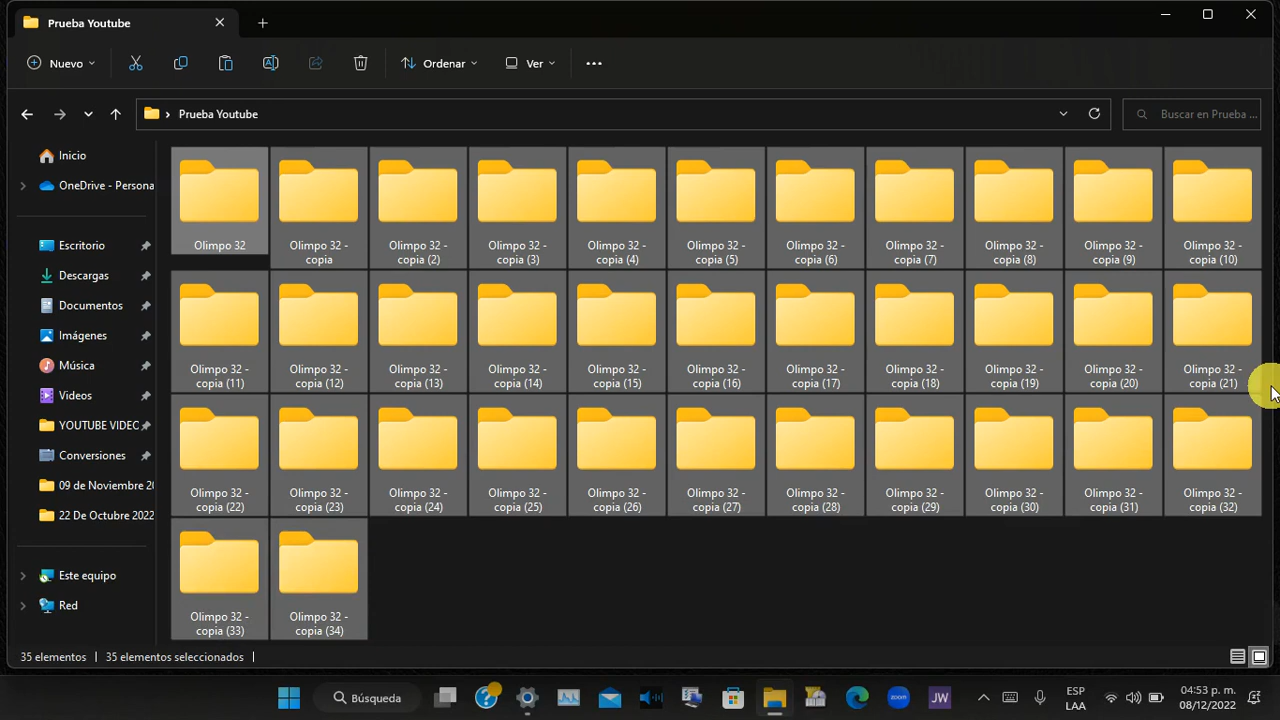 Prueba Youtube
Nuevo
Ordenar
Ver
Prueba Youtube
Buscar en Prueba ...
Inicio
OneDrive - Persona
Escritorio
Descargas
Documentos
Imágenes
Música
Videos
YOUTUBE VIDEC
Conversiones
09 de Noviembre 20
22 De Octubre 2022
Este equipo
Red
Olimpo 32
Olimpo 32 -
copia
Olimpo 32 -
copia (2)
Olimpo 32 -
copia (3)
Olimpo 32 -
copia (4)
Olimpo 32 -
copia (5)
Olimpo 32 -
copia (6)
Olimpo 32 -
copia (7)
Olimpo 32 -
copia (8)
Olimpo 32 -
copia (9)
Olimpo 32 -
copia (10)
Olimpo 32 -
copia (11)
Olimpo 32 -
copia (12)
Olimpo 32 -
copia (13)
Olimpo 32 -
copia (14)
Olimpo 32 -
copia (15)
Olimpo 32 -
copia (16)
Olimpo 32 -
copia (17)
Olimpo 32 -
copia (18)
Olimpo 32 -
copia (19)
Olimpo 32 -
copia (20)
Olimpo 32 -
copia (21)
Olimpo 32 -
copia (22)
Olimpo 32 -
copia (23)
Olimpo 32 -
copia (24)
Olimpo 32 -
copia (25)
Olimpo 32 -
copia (26)
Olimpo 32 -
copia (27)
Olimpo 32 -
copia (28)
Olimpo 32 -
copia (29)
Olimpo 32 -
copia (30)
Olimpo 32 -
copia (31)
Olimpo 32 -
copia (32)
Olimpo 32 -
copia (33)
Olimpo 32 -
copia (34)
35 elementos
35 elementos seleccionados
Búsqueda
zoom
JW
ESP
LAA
04:53 p. m.
08/12/2022